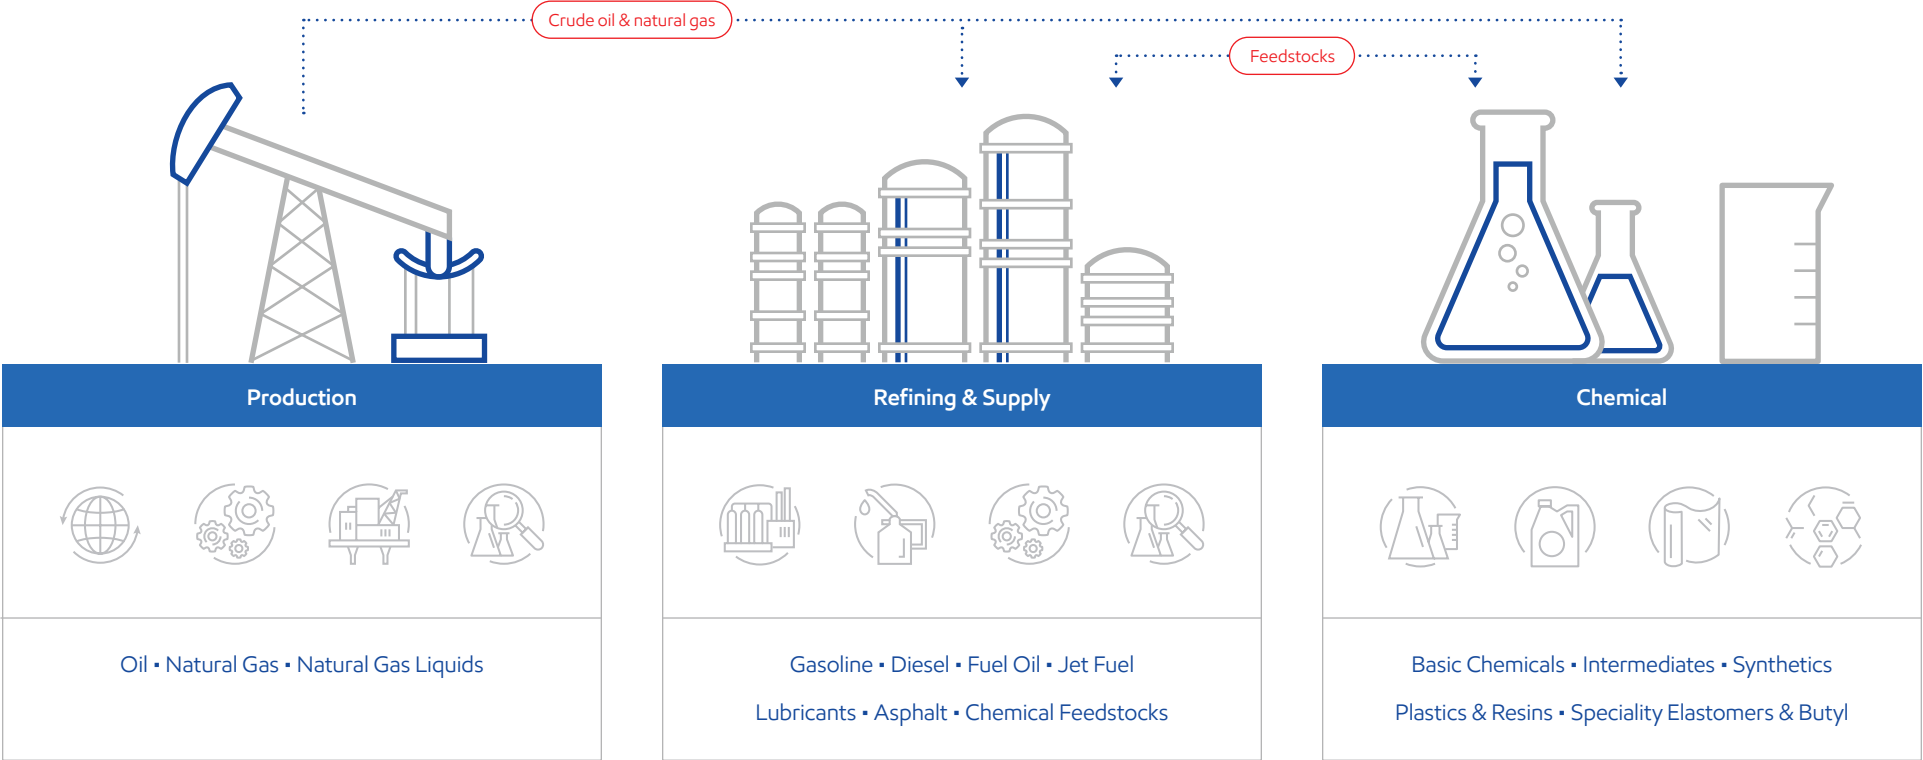 Crude oil & natural gas
Feedstocks
Production
Refining & Supply
Chemical
Oil ▪ Natural Gas ▪ Natural Gas Liquids
Gasoline ▪ Diesel ▪ Fuel Oil ▪ Jet Fuel
Lubricants ▪ Asphalt ▪ Chemical Feedstocks
Basic Chemicals ▪ Intermediates ▪ Synthetics
Plastics & Resins ▪ Speciality Elastomers & Butyl